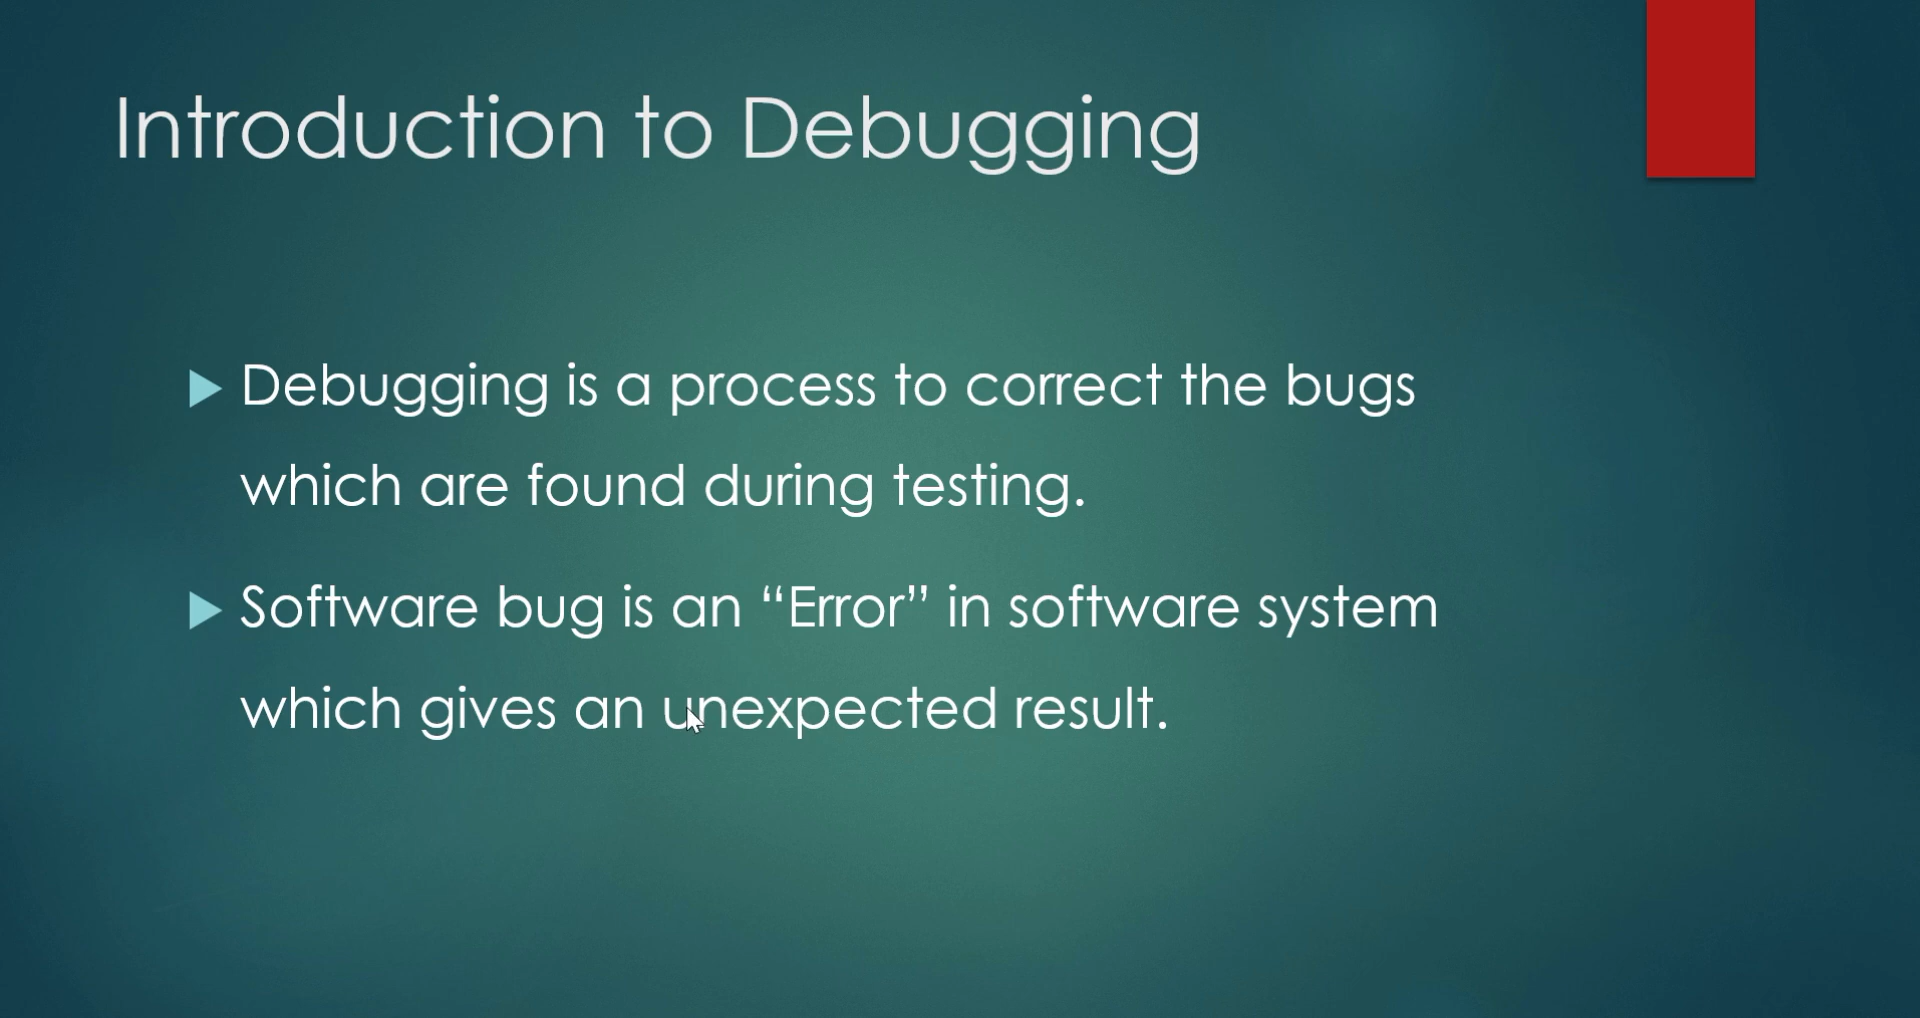 Introduction to Debugging
Debugging is a process to correct the bugs
which are found during testing.
Software bug is an “Error” in software system
which gives an unexpected result.